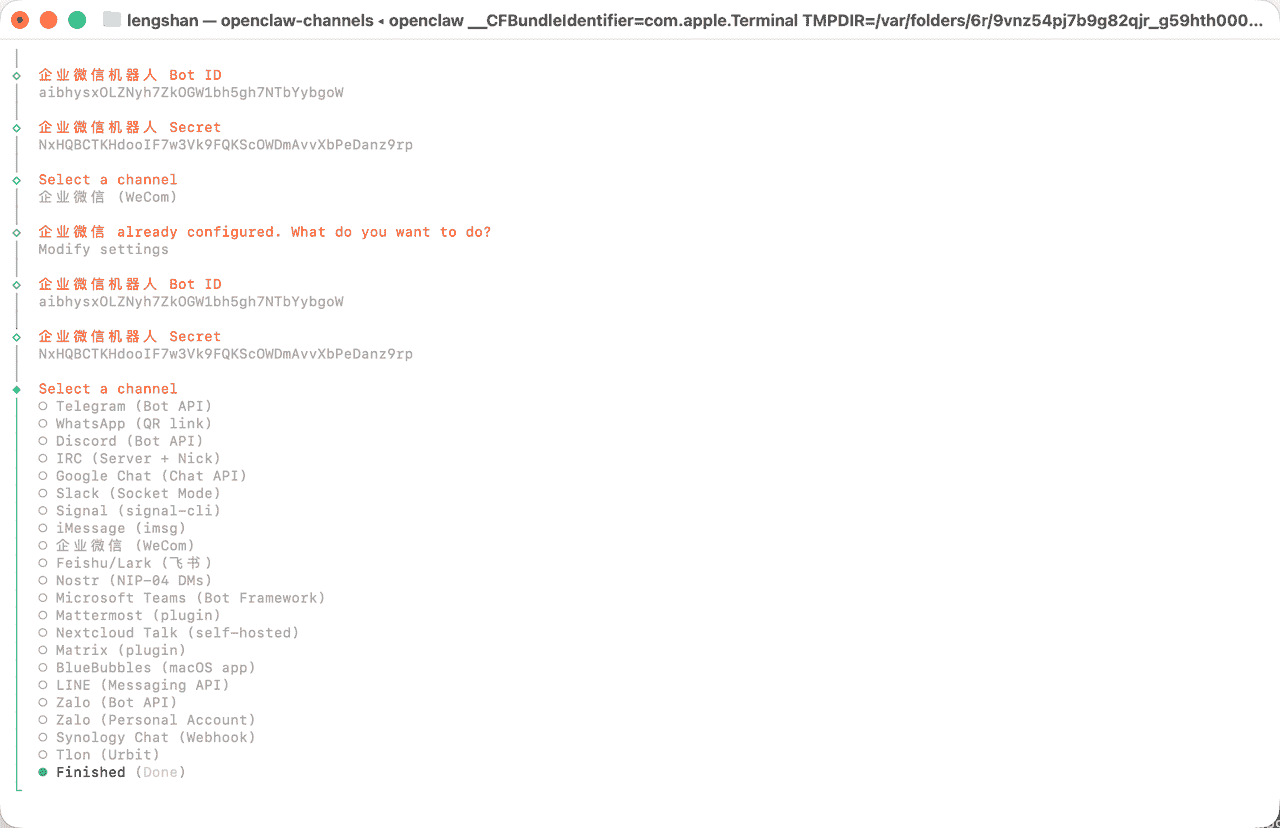 lengshan — openclaw-channels ◂ openclaw __CFBundleIdentifier=com.apple.Terminal TMPDIR=/var/folders/6r/9vnz54pj7b9g82qjr_g59hth000...
企业微信机器人 Bot ID
aibhysxOLZNyh7ZkOGW1bh5gh7NTbYybgoW
企业微信机器人 Secret
NxHQBCTKHdooIF7w3Vk9FQKScOWDmAvvXbPeDanz9rp
Select a channel
企业微信 (WeCom)
企业微信 already configured. What do you want to do?
Modify settings
企业微信机器人 Bot ID
aibhysxOLZNyh7ZkOGW1bh5gh7NTbYybgoW
企业微信机器人 Secret
NxHQBCTKHdooIF7w3Vk9FQKScOWDmAvvXbPeDanz9rp
Select a channel
Telegram (Bot API)
WhatsApp (QR link)
Discord (Bot API)
IRC (Server + Nick)
Google Chat (Chat API)
Slack (Socket Mode)
Signal (signal-cli)
iMessage (imsg)
企业微信 (WeCom)
Feishu/Lark (飞书)
Nostr (NIP-04 DMs)
Microsoft Teams (Bot Framework)
Mattermost (plugin)
Nextcloud Talk (self-hosted)
Matrix (plugin)
BlueBubbles (macOS app)
LINE (Messaging API)
Zalo (Bot API)
Zalo (Personal Account)
Synology Chat (Webhook)
Tlon (Urbit)
Finished (Done)